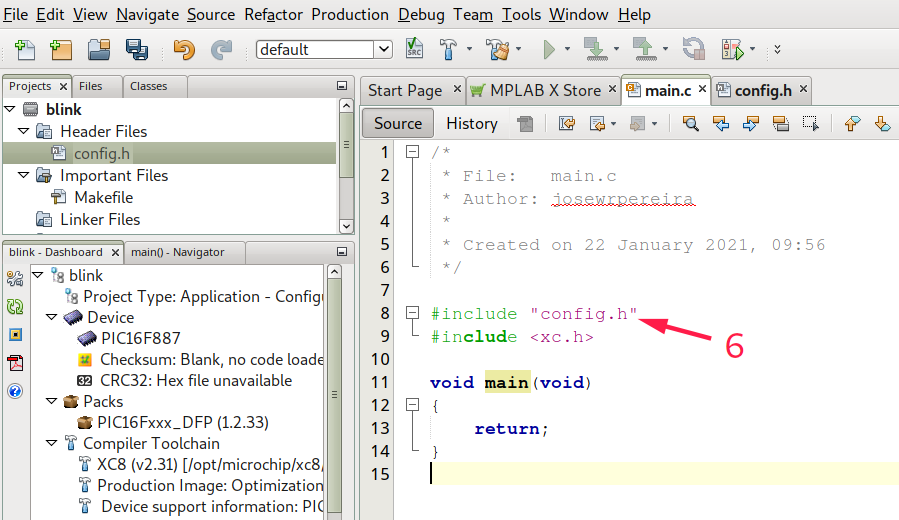 File Edit View Navigate Source Refactor Production Debug Team Tools Window Help
default
SRC
Projects Files Classes
blink
Header Files
config.h
Important Files
Makefile
Linker Files
blink - Dashboard main() - Navigator
blink
Project Type: Application - Configu
Device
PIC16F887
Checksum: Blank, no code loade
32 CRC32: Hex file unavailable
Packs
PIC16Fxxx_DFP (1.2.33)
Compiler Toolchain
XC8 (v2.31) [/opt/microchip/xc8/
Production Image: Optimization
Device support information: PIC
Start Page MPLAB X Store main.c config.h
Source History
1 /*
2 * File: main.c
3 * Author: josewrpereira
4 *
5 * Created on 22 January 2021, 09:56
6 */
7
8 #include "config.h"
9 #include <xc.h>
10
11 void main(void)
12 {
13 return;
14 }
15
6